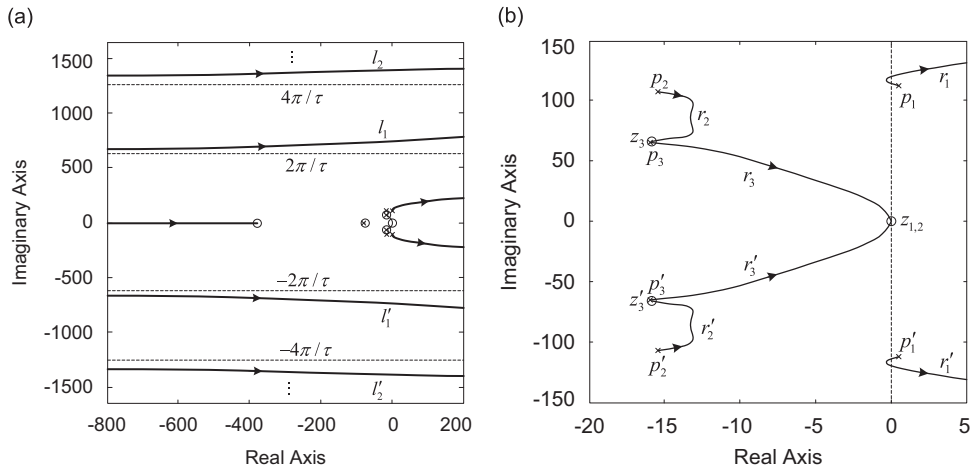 (a)
1500
1000
500
0
-500
-1000
-1500
-800
-600
-400
-200
0
200
Imaginary Axis
Real Axis
⋮
l₂
4π/τ
l₁
2π/τ
−2π/τ
l₁′
−4π/τ
⋮
l₂′
(b)
150
100
50
0
-50
-100
-150
-20
-15
-10
-5
0
5
Imaginary Axis
Real Axis
p₂
r₂
z₃
p₃
r₃
r₁
p₁
z₁,₂
r₃′
p₃′
z₃′
r₂′
p₂′
p₁′
r₁′